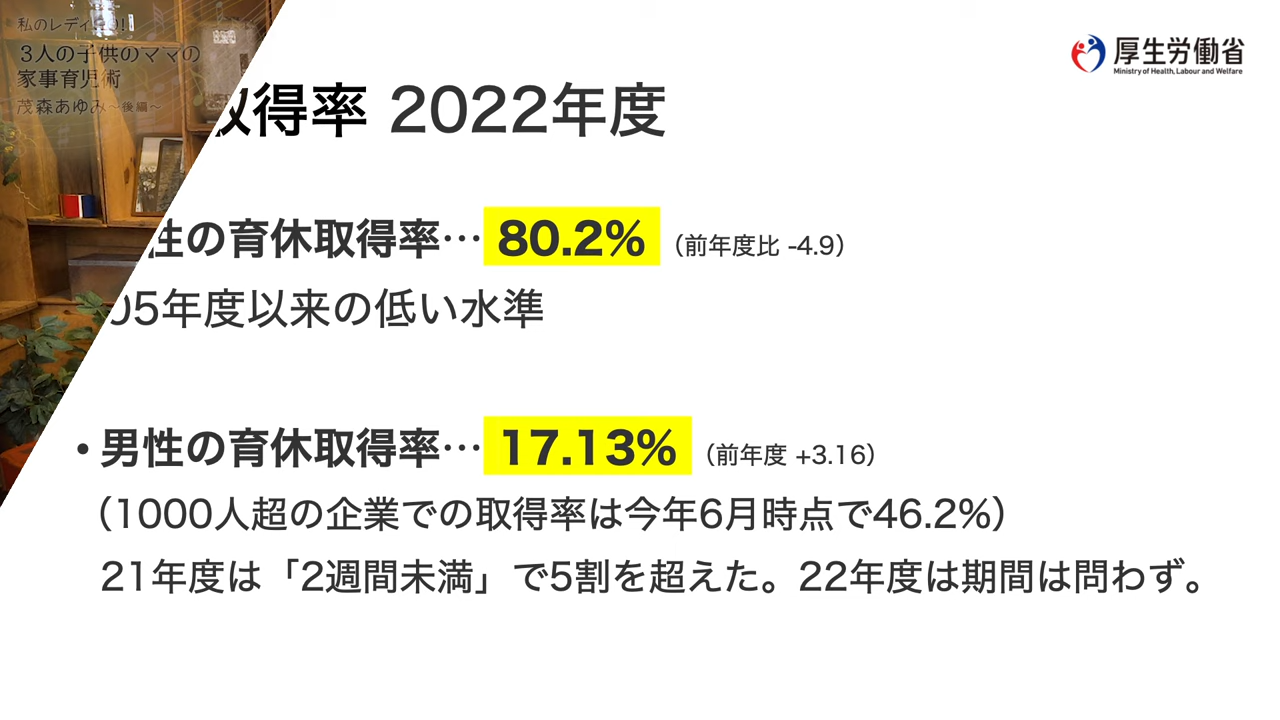 私のレディ
3人の子供のママの
家事育児術
茂森あゆみ～後編～
厚生労働省
Ministry of Health, Labour and Welfare
取得率 2022年度
性の育休取得率…80.2%（前年度比 -4.9）
05年度以来の低い水準
•男性の育休取得率…17.13%（前年度 +3.16）
（1000人超の企業での取得率は今年6月時点で46.2%）
21年度は「2週間未満」で5割を超えた。22年度は期間は問わず。